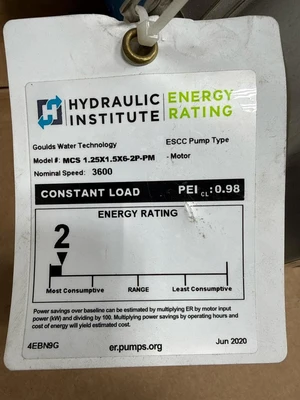 HYDRAULIC INSTITUTE ENERGY RATING
Goulds Water Technology ESCC Pump Type
Model #: MCS 1.25X1.5X6-2P-PM - Motor
Nominal Speed: 3600
CONSTANT LOAD PEI CL: 0.98
ENERGY RATING
2
Most Consumptive RANGE Least Consumptive
Power savings over baseline can be estimated by multiplying ER by motor input
power (kW) and dividing by 100. Multiplying power savings by operating hours and
cost of energy will yield estimated cost.
4EBN9G er.pumps.org Jun 2020